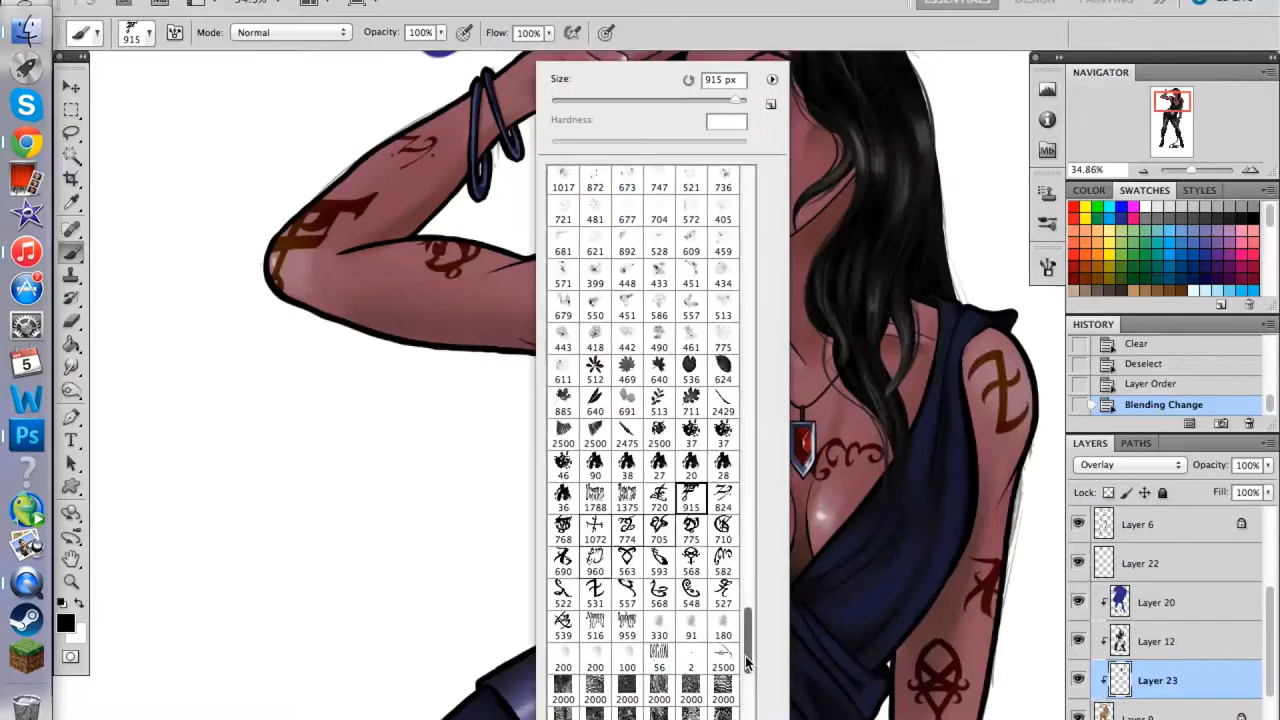 ESSENTIALS DESIGN PAINTING
915 Mode: Normal Opacity: 100% Flow: 100%
Size: 915 px
Hardness:
1017 872 673 747 521 736
721 481 677 704 572 405
681 621 892 528 609 459
571 399 448 433 451 434
679 550 451 586 557 513
443 418 442 490 461 775
611 512 469 640 536 624
885 640 691 513 711 2429
2500 2500 2475 2500 37 37
46 90 38 27 20 28
36 1788 1375 720 915 824
768 1072 774 705 775 710
690 960 563 593 568 582
522 531 557 568 548 527
539 516 959 330 91 180
200 200 100 56 2 2500
2000 2000 2000 2000 2000 2000
NAVIGATOR
34.86%
COLOR SWATCHES STYLES
HISTORY
Clear
Deselect
Layer Order
Blending Change
LAYERS PATHS
Overlay Opacity: 100%
Lock: Fill: 100%
Layer 6
Layer 22
Layer 20
Layer 12
Layer 23
Mb
S
2
5
W
Ps
T
?